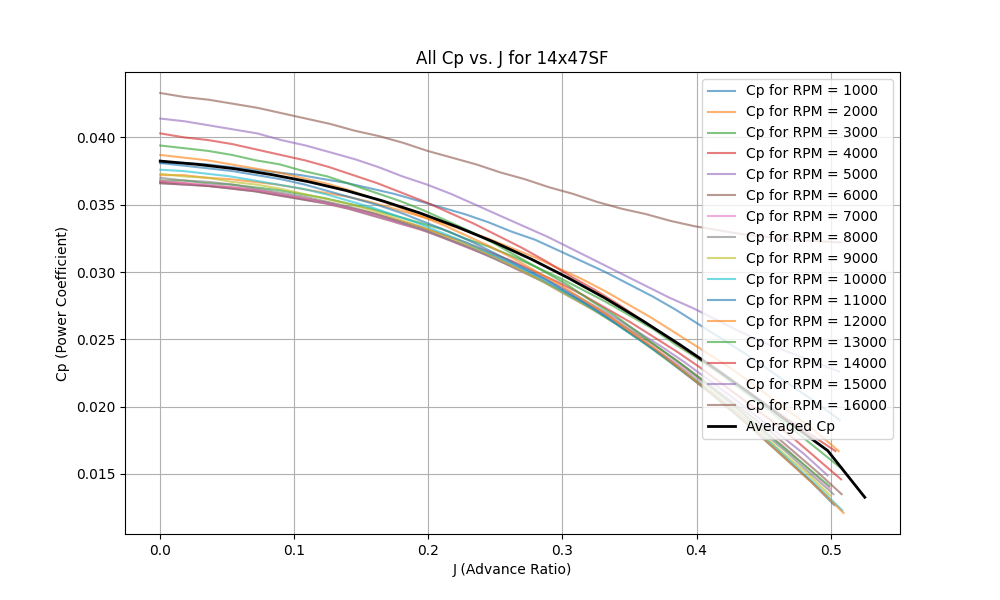 All Cp vs. J for 14x47SF
Cp (Power Coefficient)
0.040
0.035
0.030
0.025
0.020
0.015
0.0
0.1
0.2
0.3
0.4
0.5
J (Advance Ratio)
Cp for RPM = 1000
Cp for RPM = 2000
Cp for RPM = 3000
Cp for RPM = 4000
Cp for RPM = 5000
Cp for RPM = 6000
Cp for RPM = 7000
Cp for RPM = 8000
Cp for RPM = 9000
Cp for RPM = 10000
Cp for RPM = 11000
Cp for RPM = 12000
Cp for RPM = 13000
Cp for RPM = 14000
Cp for RPM = 15000
Cp for RPM = 16000
Averaged Cp